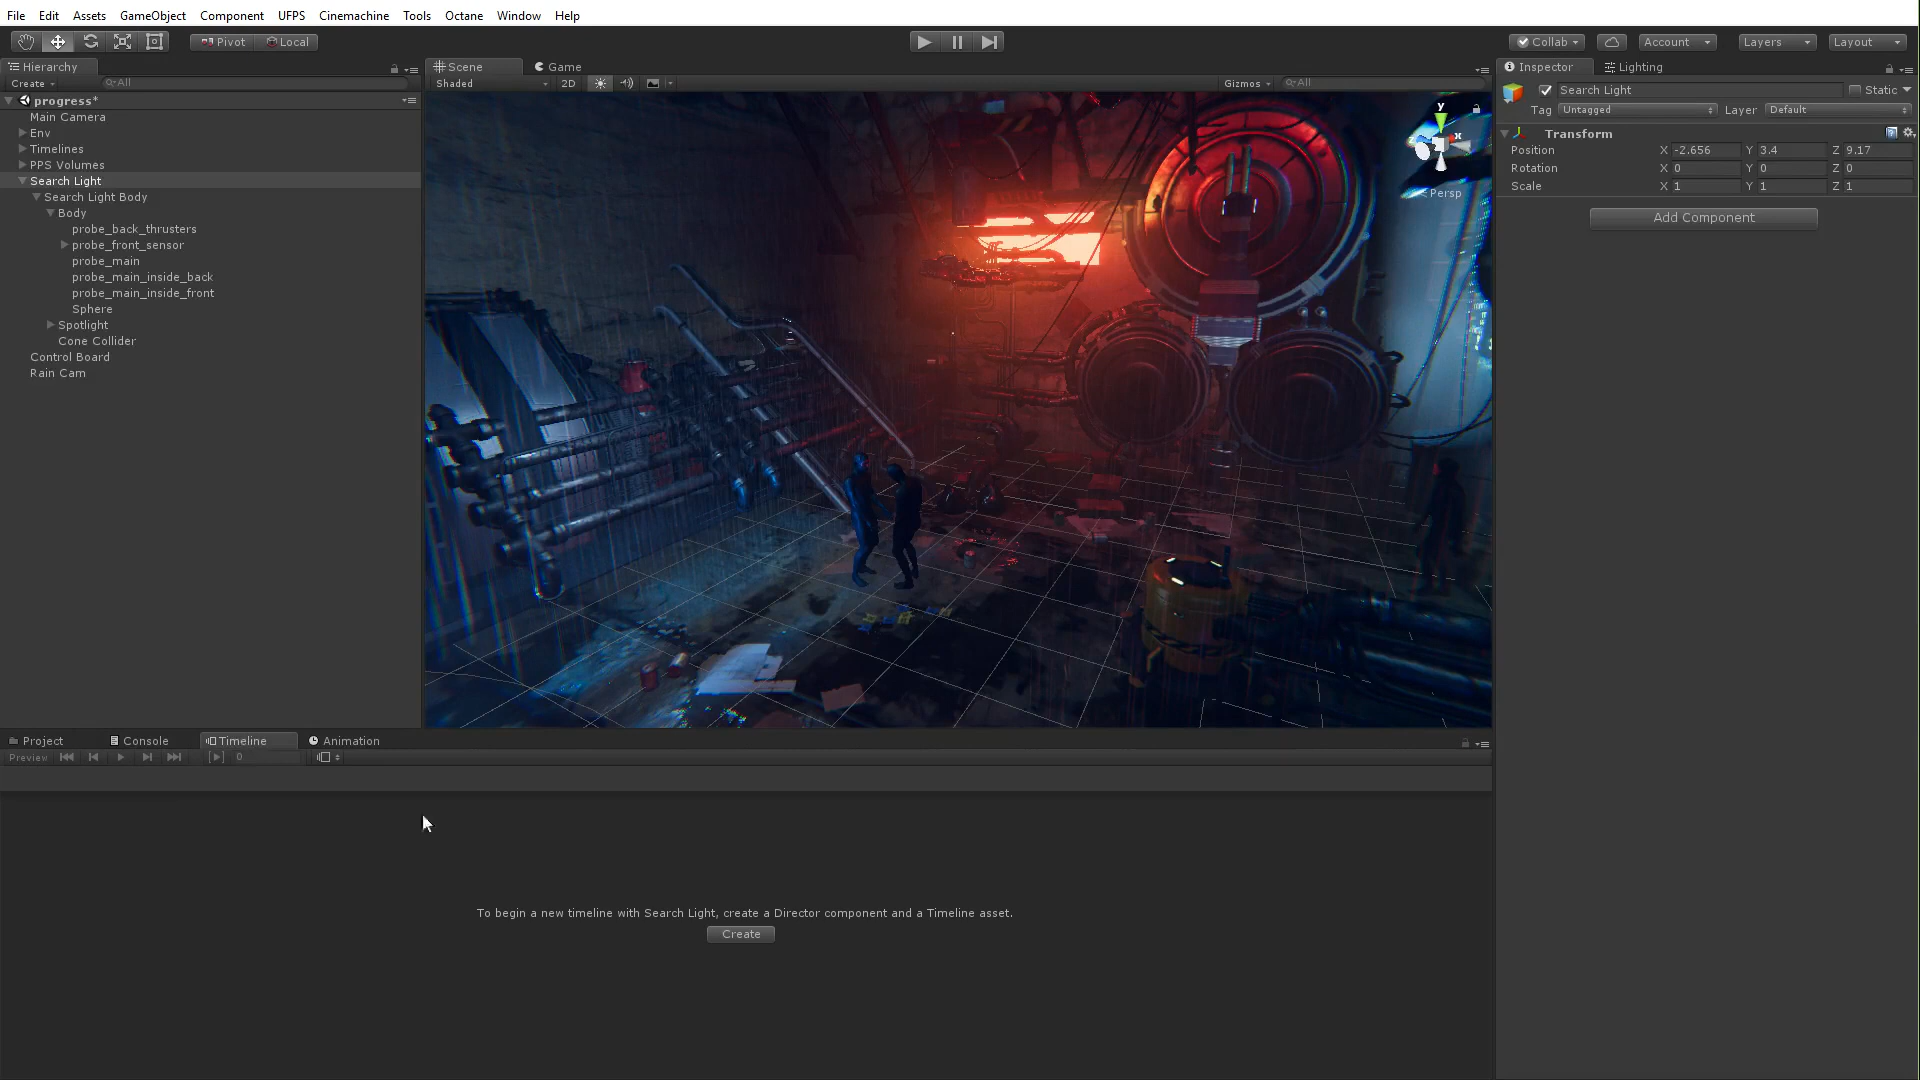 File Edit Assets GameObject Component UFPS Cinemachine Tools Octane Window Help
Pivot Local Collab Account Layers Layout
Hierarchy
Create All
progress*
Main Camera
Env
Timelines
PPS Volumes
Search Light
Search Light Body
Body
probe_back_thrusters
probe_front_sensor
probe_main
probe_main_inside_back
probe_main_inside_front
Sphere
Spotlight
Cone Collider
Control Board
Rain Cam
Scene Game
Shaded 2D Gizmos All
y
x
Persp
Inspector Lighting
Search Light Static
Tag Untagged Layer Default
Transform
Position X -2.656 Y 3.4 Z 9.17
Rotation X 0 Y 0 Z 0
Scale X 1 Y 1 Z 1
Add Component
Project Console Timeline Animation
Preview 0
To begin a new timeline with Search Light, create a Director component and a Timeline asset.
Create